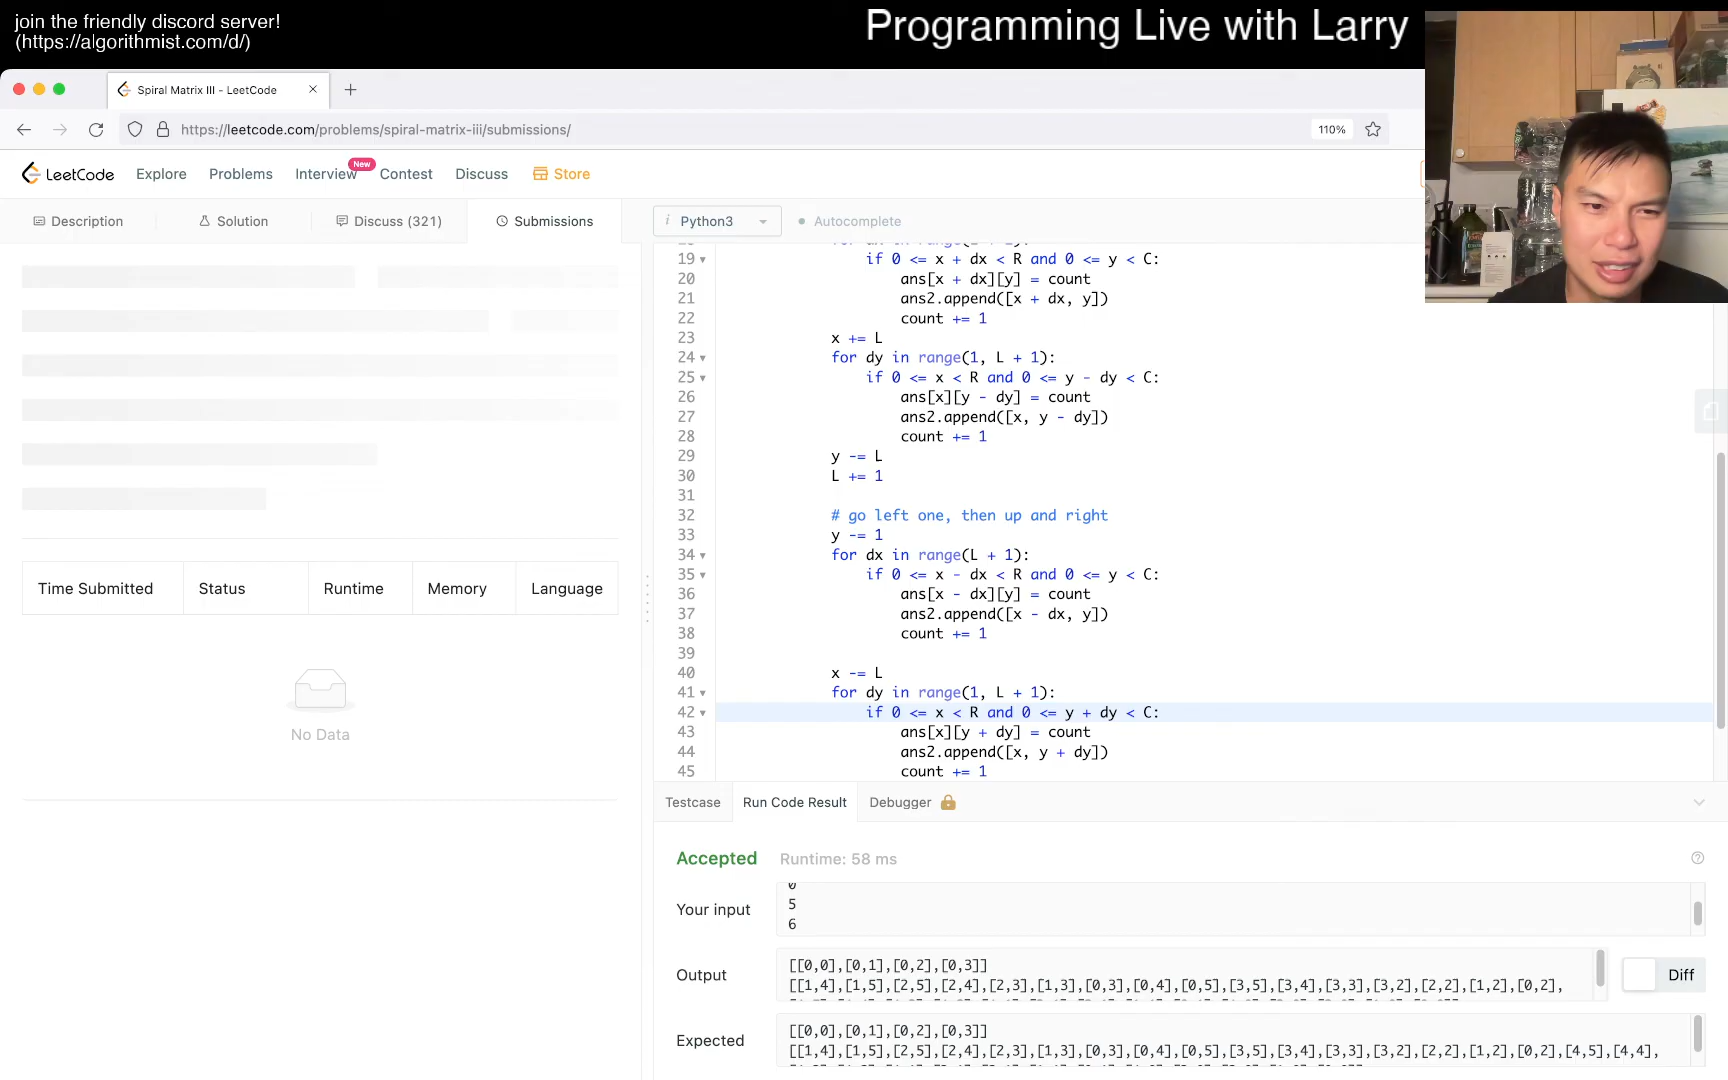 join the friendly discord server!
(https://algorithmist.com/d/)
Programming Live with Larry
Spiral Matrix III - LeetCode
https://leetcode.com/problems/spiral-matrix-iii/submissions/
110%
LeetCode
Explore
Problems
Interview
New
Contest
Discuss
Store
Description
Solution
Discuss (321)
Submissions
i Python3
Autocomplete
19 if 0 <= x + dx < R and 0 <= y < C:
20 ans[x + dx][y] = count
21 ans2.append([x + dx, y])
22 count += 1
23 x += L
24 for dy in range(1, L + 1):
25 if 0 <= x < R and 0 <= y - dy < C:
26 ans[x][y - dy] = count
27 ans2.append([x, y - dy])
28 count += 1
29 y -= L
30 L += 1
31
32 # go left one, then up and right
33 y -= 1
34 for dx in range(L + 1):
35 if 0 <= x - dx < R and 0 <= y < C:
36 ans[x - dx][y] = count
37 ans2.append([x - dx, y])
38 count += 1
39
40 x -= L
41 for dy in range(1, L + 1):
42 if 0 <= x < R and 0 <= y + dy < C:
43 ans[x][y + dy] = count
44 ans2.append([x, y + dy])
45 count += 1
Time Submitted Status Runtime Memory Language
No Data
Testcase
Run Code Result
Debugger
Accepted Runtime: 58 ms
Your input
5
6
Output
[[0,0],[0,1],[0,2],[0,3]]
[[1,4],[1,5],[2,5],[2,4],[2,3],[1,3],[0,3],[0,4],[0,5],[3,5],[3,4],[3,3],[3,2],[2,2],[1,2],[0,2],
Diff
Expected
[[0,0],[0,1],[0,2],[0,3]]
[[1,4],[1,5],[2,5],[2,4],[2,3],[1,3],[0,3],[0,4],[0,5],[3,5],[3,4],[3,3],[3,2],[2,2],[1,2],[0,2],[4,5],[4,4],